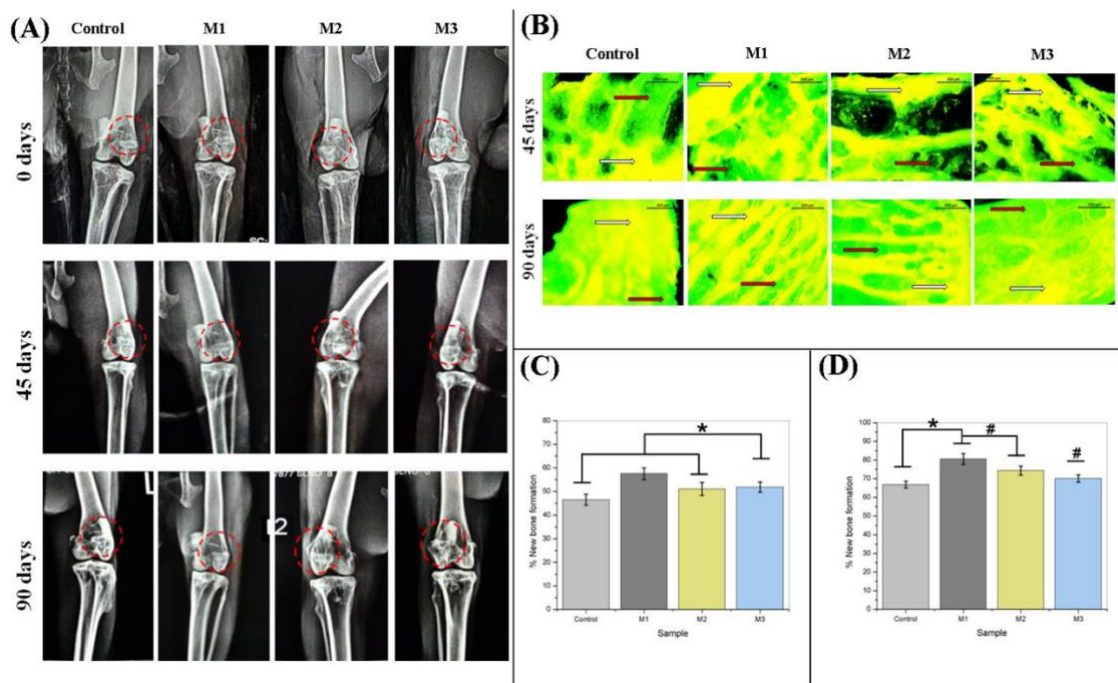 (A)
Control M1 M2 M3
0 days
45 days
90 days
(B)
Control M1 M2 M3
45 days
90 days
(C)
% New bone formation
80
70
60
50
40
30
20
10
0
*
Control M1 M2 M3
Sample
(D)
% New bone formation
100
90
80
70
60
50
40
30
20
10
0
* # #
Control M1 M2 M3
Sample